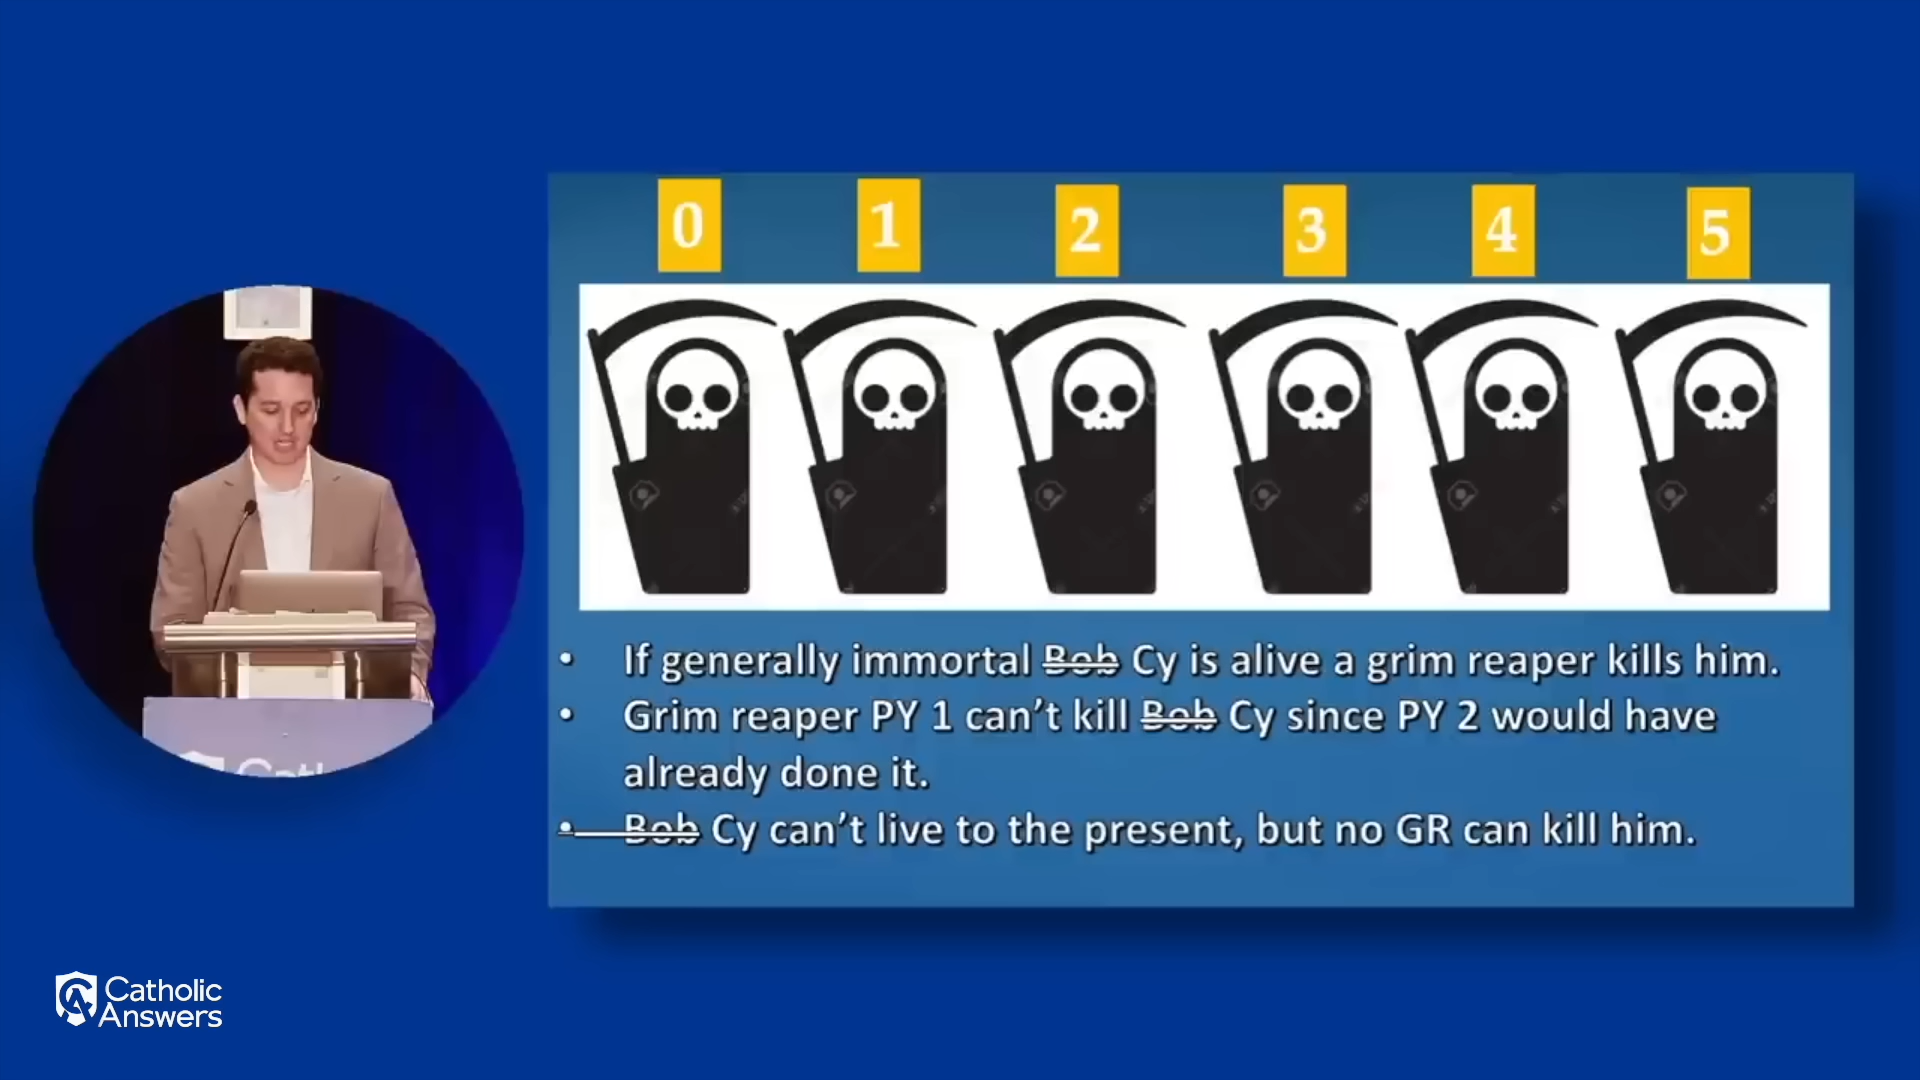 0 1 2 3 4 5
• If generally immortal Bob Cy is alive a grim reaper kills him.
• Grim reaper PY 1 can't kill Bob Cy since PY 2 would have
already done it.
• Bob Cy can't live to the present, but no GR can kill him.
Cath
Catholic
Answers